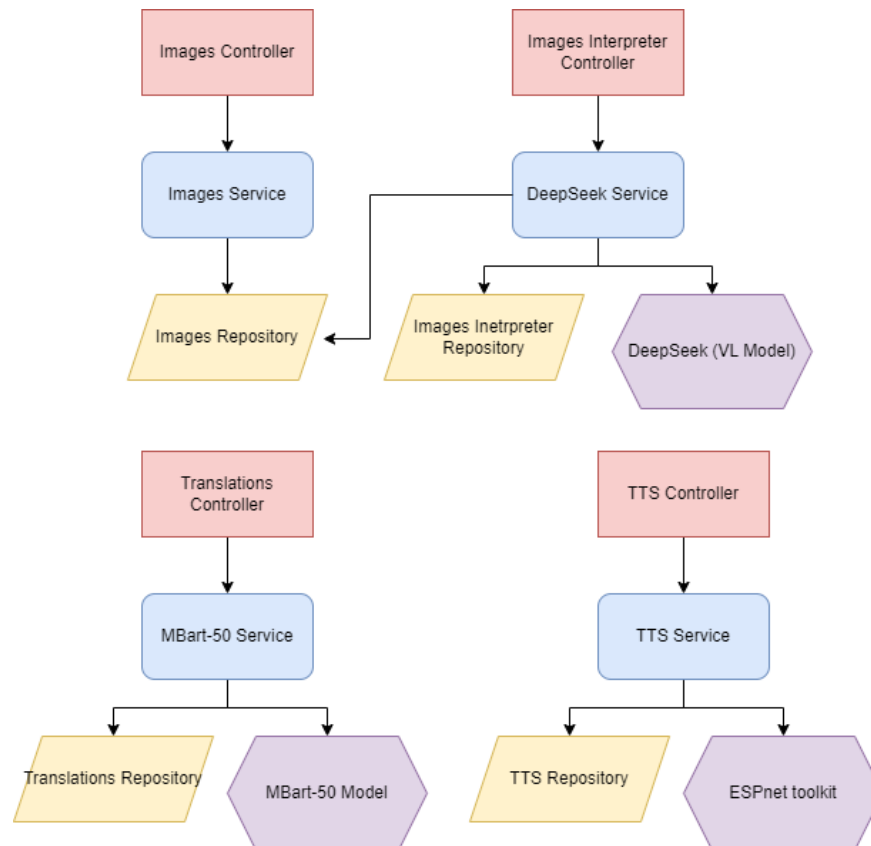 Images Controller
Images Interpreter
Controller
Images Service
DeepSeek Service
Images Repository
Images Inetrpreter
Repository
DeepSeek (VL Model)
Translations
Controller
TTS Controller
MBart-50 Service
TTS Service
Translations Repository
MBart-50 Model
TTS Repository
ESPnet toolkit